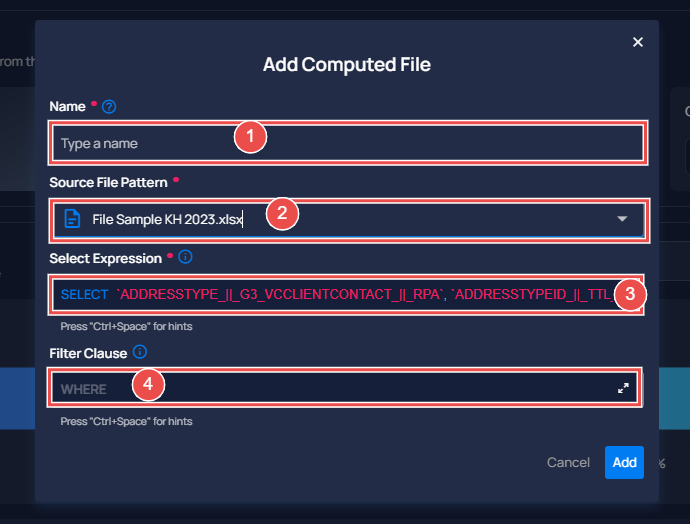 rom th
×
Add Computed File
Name *
Type a name
1
Source File Pattern *
File Sample KH 2023.xlsx
2
Select Expression *
SELECT `ADDRESSTYPE_||_G3_VCCLIENTCONTACT_||_RPA`, `ADDRESSTYPEID_||_TTL_
3
Press "Ctrl+Space" for hints
Filter Clause
WHERE
4
Press "Ctrl+Space" for hints
Cancel
Add
%